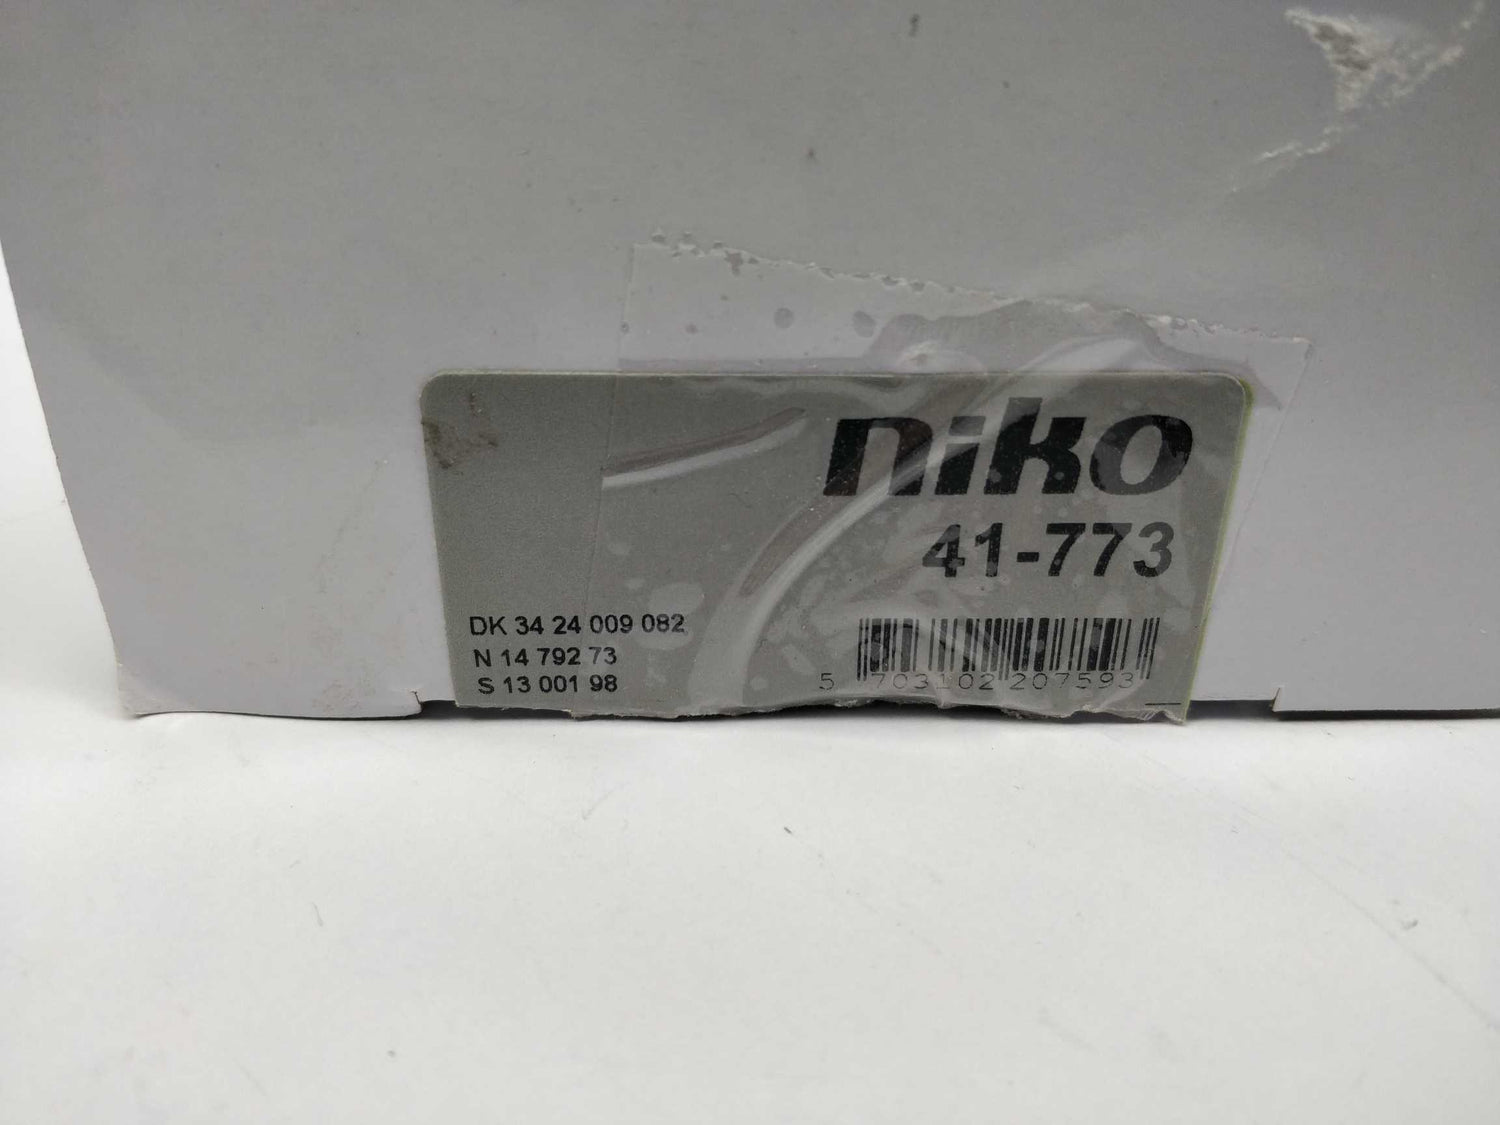 niko
41-773
DK 34 24 009 082
N 14 792 73
S 13 001 98
5 703102 207593